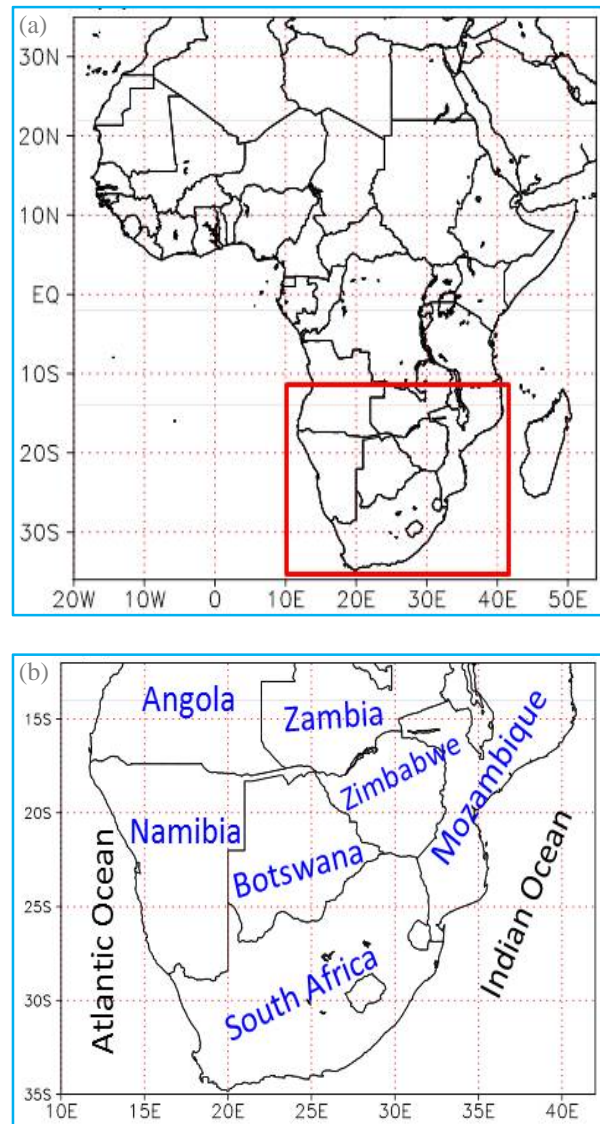 (a)
30N
20N
10N
EQ
10S
20S
30S
20W 10W 0 10E 20E 30E 40E 50E
(b)
Angola
Zambia
Zimbabwe
Mozambique
Namibia
Botswana
South Africa
Atlantic Ocean
Indian Ocean
15S
20S
25S
30S
35S
10E 15E 20E 25E 30E 35E 40E